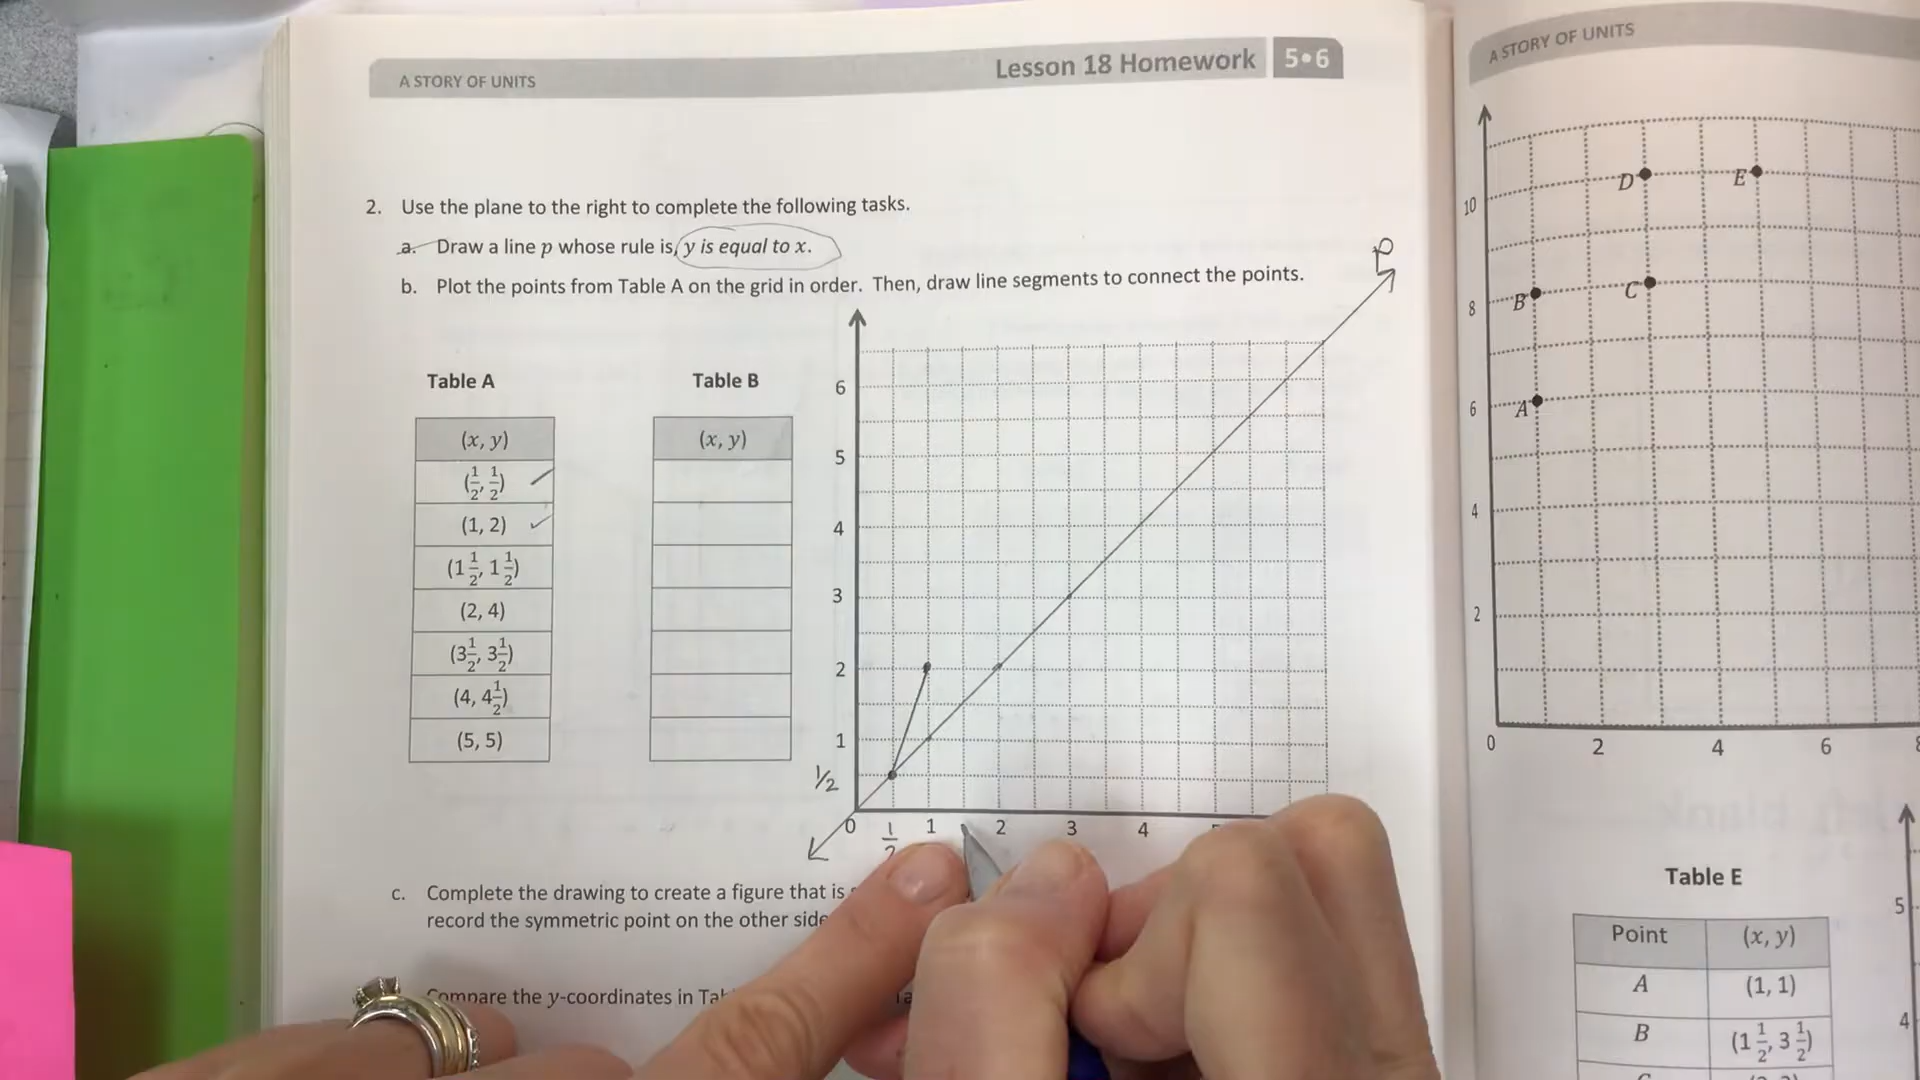 A STORY OF UNITS
Lesson 18 Homework 5•6
2. Use the plane to the right to complete the following tasks.
a. Draw a line p whose rule is, y is equal to x.
b. Plot the points from Table A on the grid in order. Then, draw line segments to connect the points.
p
Table A
(x, y)
(1/2, 1/2)
(1, 2)
(1 1/2, 1 1/2)
(2, 4)
(3 1/2, 3 1/2)
(4, 4 1/2)
(5, 5)
Table B
(x, y)
6
5
4
3
2
1
1/2
0 1/2 1 2 3 4
c. Complete the drawing to create a figure that is
record the symmetric point on the other side
Compare the y-coordinates in
A STORY OF UNITS
10
8
6
4
2
0 2 4 6
D E
B C
A
Table E
Point (x, y)
A (1, 1)
B (1 1/2, 3 1/2)
5
4